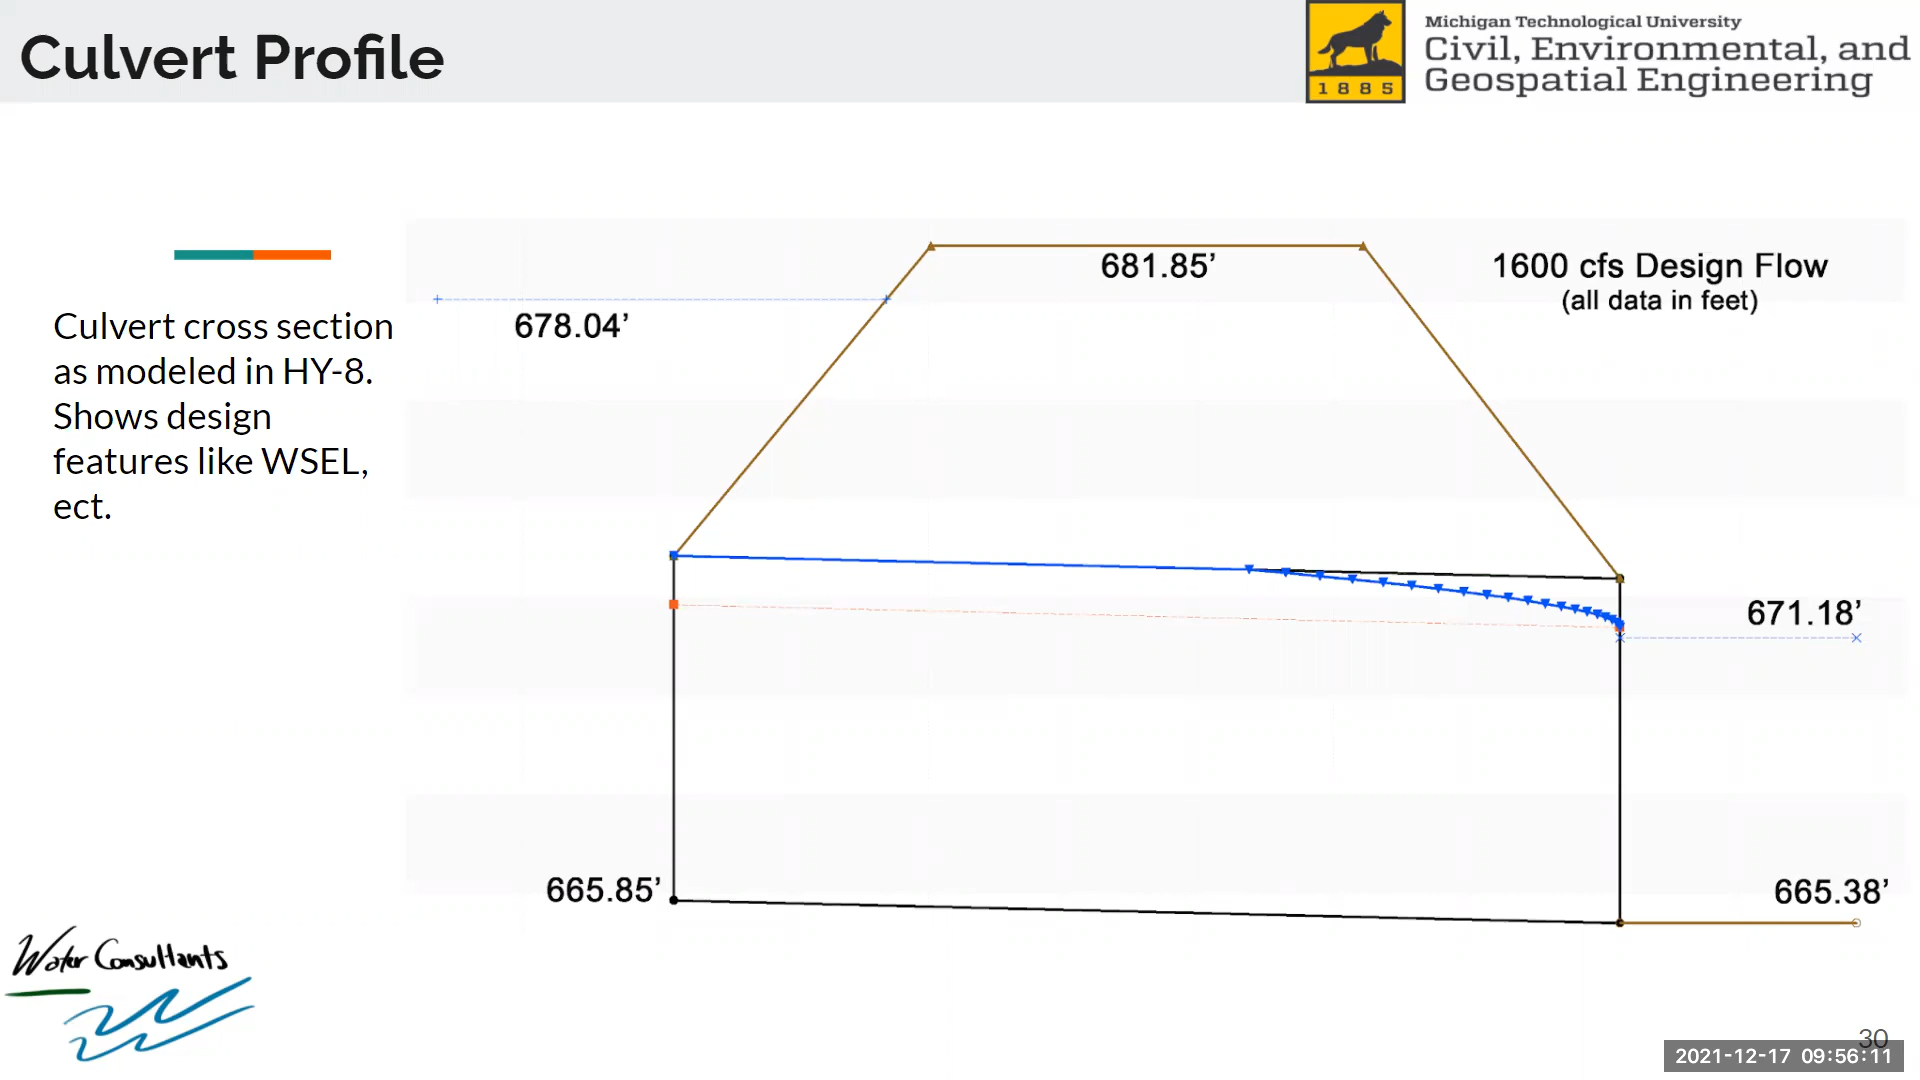 Culvert Profile
Michigan Technological University
Civil, Environmental, and
Geospatial Engineering
1885
681.85’
1600 cfs Design Flow
(all data in feet)
678.04’
Culvert cross section
as modeled in HY-8.
Shows design
features like WSEL,
ect.
671.18’
665.85’
665.38’
Water Consultants
30
2021-12-17 09:56:11